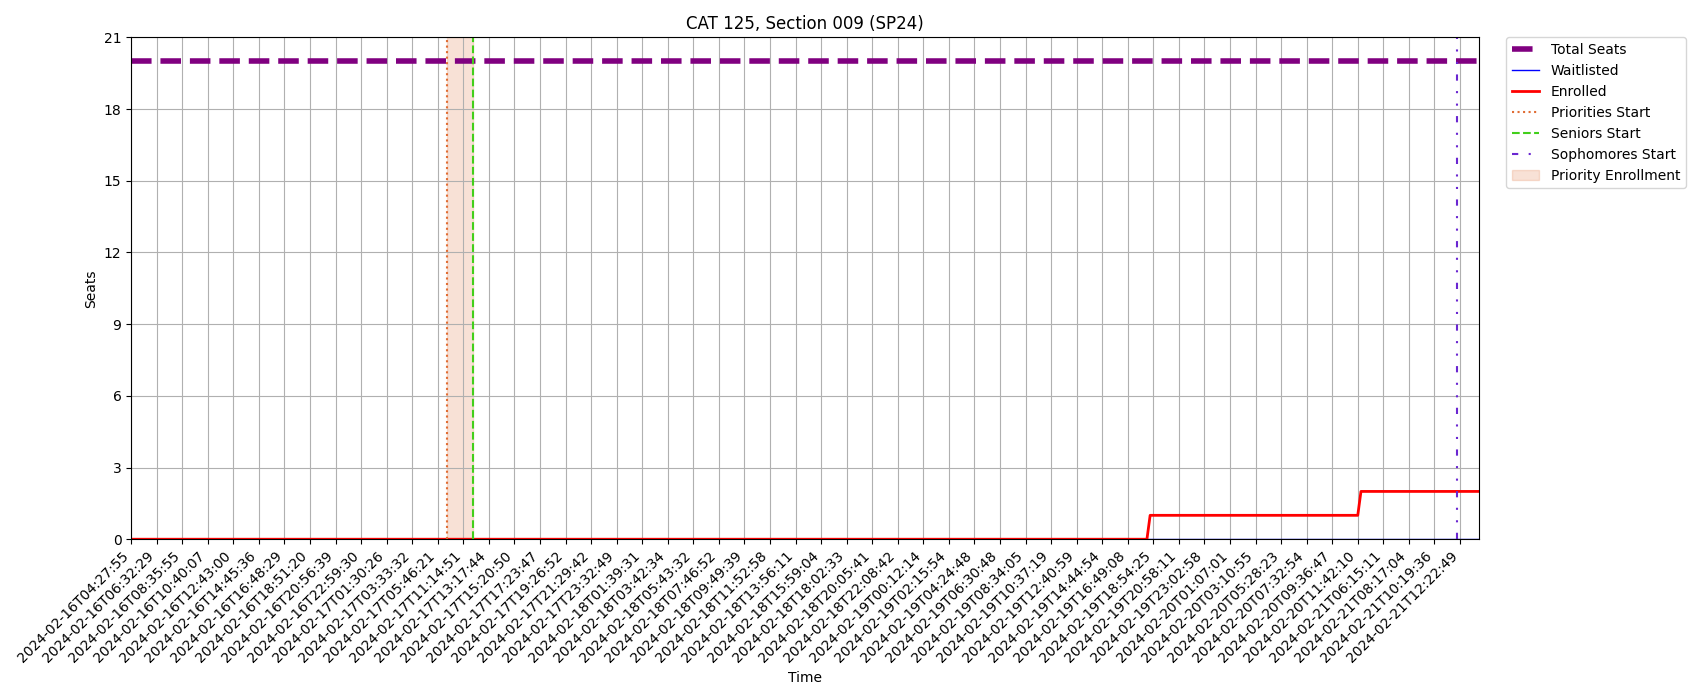 CAT 125, Section 009 (SP24)
21
18
15
12
9
6
3
0
Seats
2024-02-16T04:27:55
2024-02-16T06:32:29
2024-02-16T08:35:55
2024-02-16T10:40:07
2024-02-16T12:43:00
2024-02-16T14:45:36
2024-02-16T16:48:29
2024-02-16T18:51:20
2024-02-16T20:56:39
2024-02-16T22:59:30
2024-02-17T01:30:26
2024-02-17T03:33:32
2024-02-17T05:46:21
2024-02-17T11:14:51
2024-02-17T13:17:44
2024-02-17T15:20:50
2024-02-17T17:23:47
2024-02-17T19:26:52
2024-02-17T21:29:42
2024-02-17T23:32:49
2024-02-18T01:39:31
2024-02-18T03:42:34
2024-02-18T05:43:32
2024-02-18T07:46:52
2024-02-18T09:49:39
2024-02-18T11:52:58
2024-02-18T13:56:11
2024-02-18T15:59:04
2024-02-18T18:02:33
2024-02-18T20:05:41
2024-02-18T22:08:42
2024-02-19T00:12:14
2024-02-19T02:15:54
2024-02-19T04:24:48
2024-02-19T06:30:48
2024-02-19T08:34:05
2024-02-19T10:37:19
2024-02-19T12:40:59
2024-02-19T14:44:54
2024-02-19T16:49:08
2024-02-19T18:54:25
2024-02-19T20:58:11
2024-02-19T23:02:58
2024-02-20T01:07:01
2024-02-20T03:10:55
2024-02-20T05:28:23
2024-02-20T07:32:54
2024-02-20T09:36:47
2024-02-20T11:42:10
2024-02-21T06:15:11
2024-02-21T08:17:04
2024-02-21T10:19:36
2024-02-21T12:22:49
Time
Total Seats
Waitlisted
Enrolled
Priorities Start
Seniors Start
Sophomores Start
Priority Enrollment